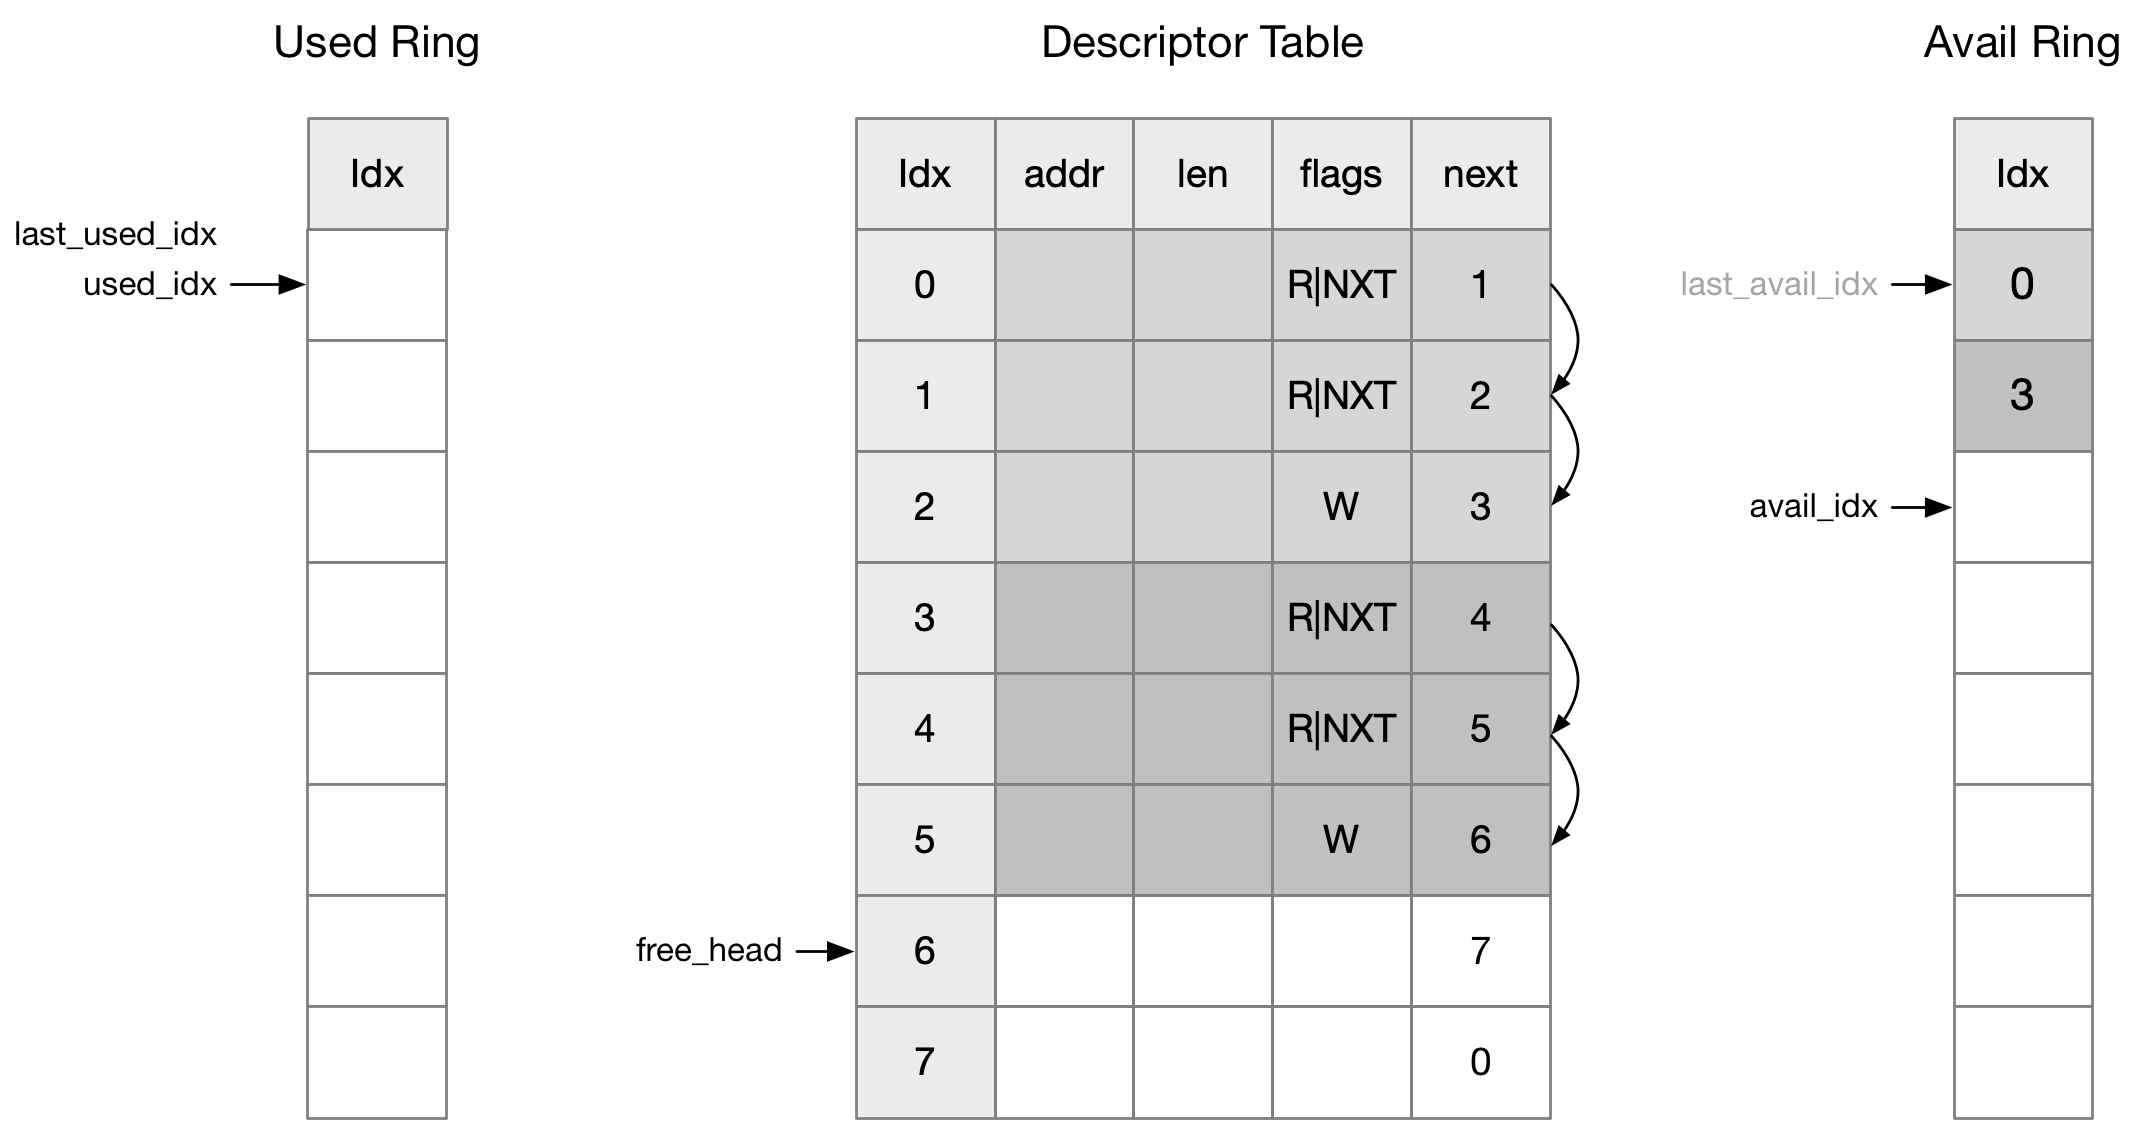 Used Ring
Descriptor Table
Avail Ring
Idx
Idx addr len flags next
Idx
last_used_idx
used_idx
0 R|NXT 1
last_avail_idx
0
1 R|NXT 2
3
2 W 3
avail_idx
3 R|NXT 4
4 R|NXT 5
5 W 6
free_head
6 7
7 0